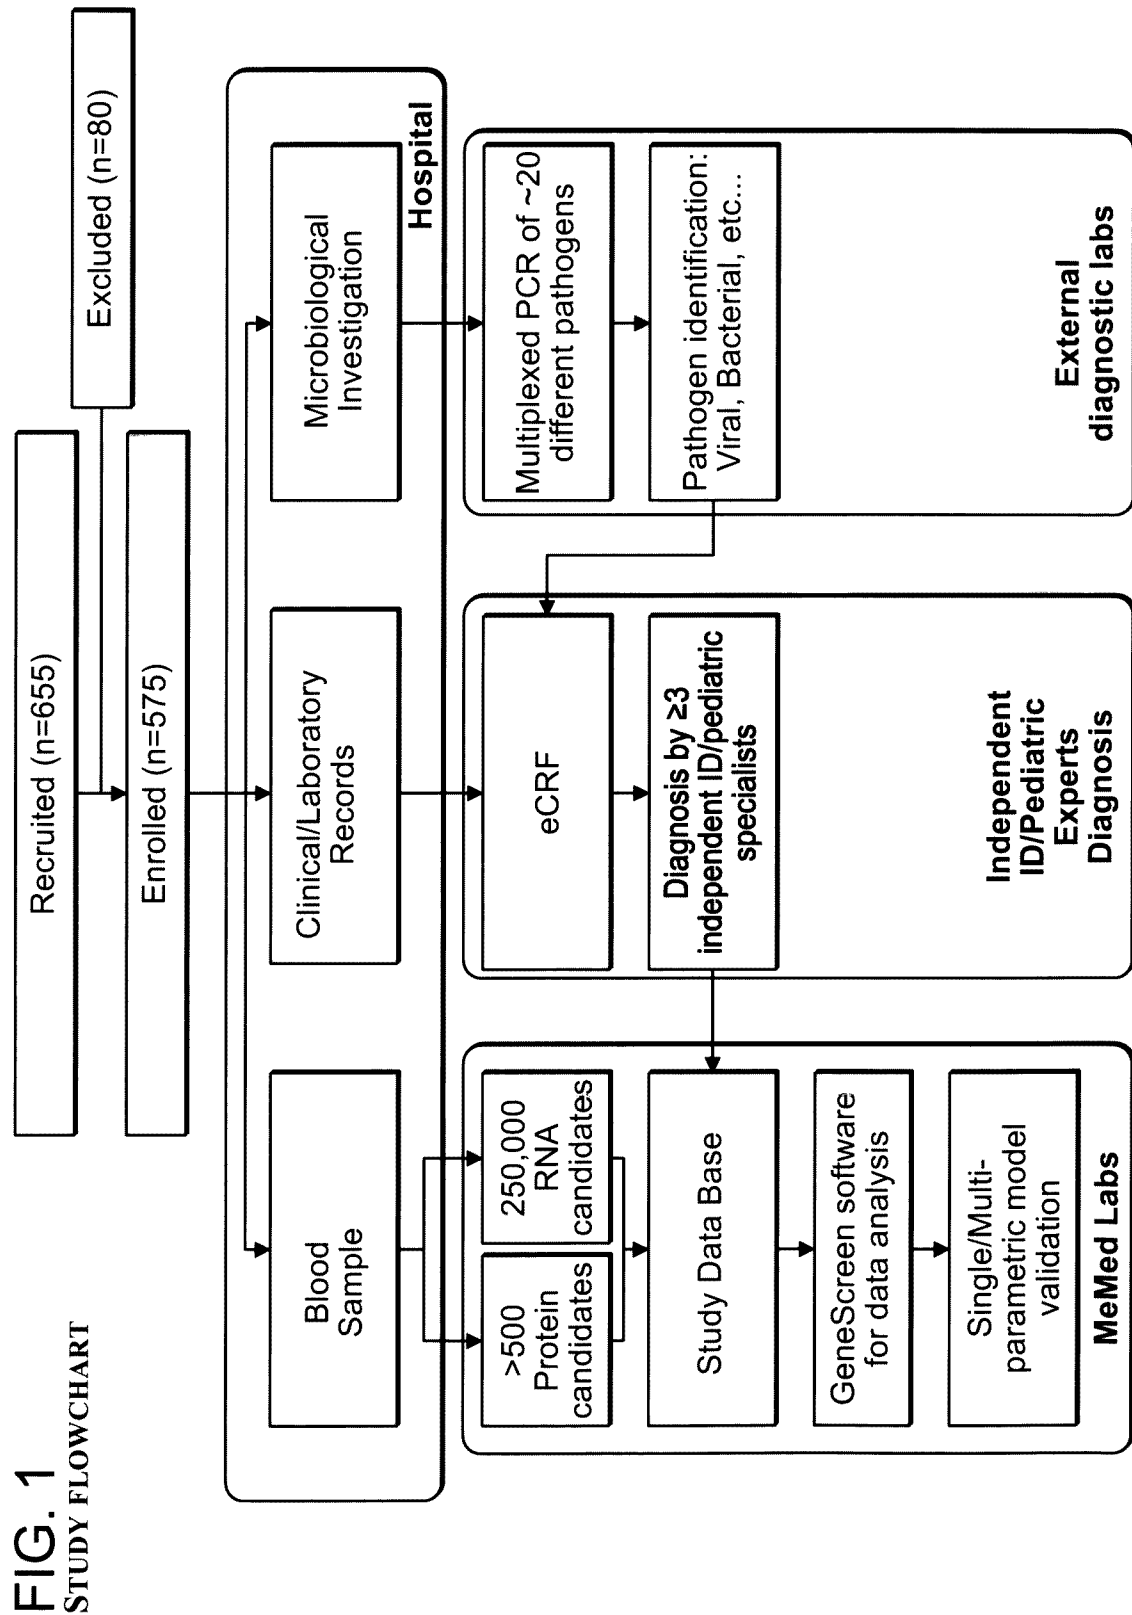 FIG. 1
STUDY FLOWCHART
Recruited (n=655)
Excluded (n=80)
Enrolled (n=575)
Blood
Sample
Clinical/Laboratory
Records
Microbiological
Investigation
Hospital
>500
Protein
candidates
250,000
RNA
candidates
Study Data Base
GeneScreen software
for data analysis
Single/Multi-
parametric model
validation
MeMed Labs
eCRF
Diagnosis by ≥3
independent ID/pediatric
specialists
Independent
ID/Pediatric
Experts
Diagnosis
Multiplexed PCR of ~20
different pathogens
Pathogen identification:
Viral, Bacterial, etc...
External
diagnostic labs